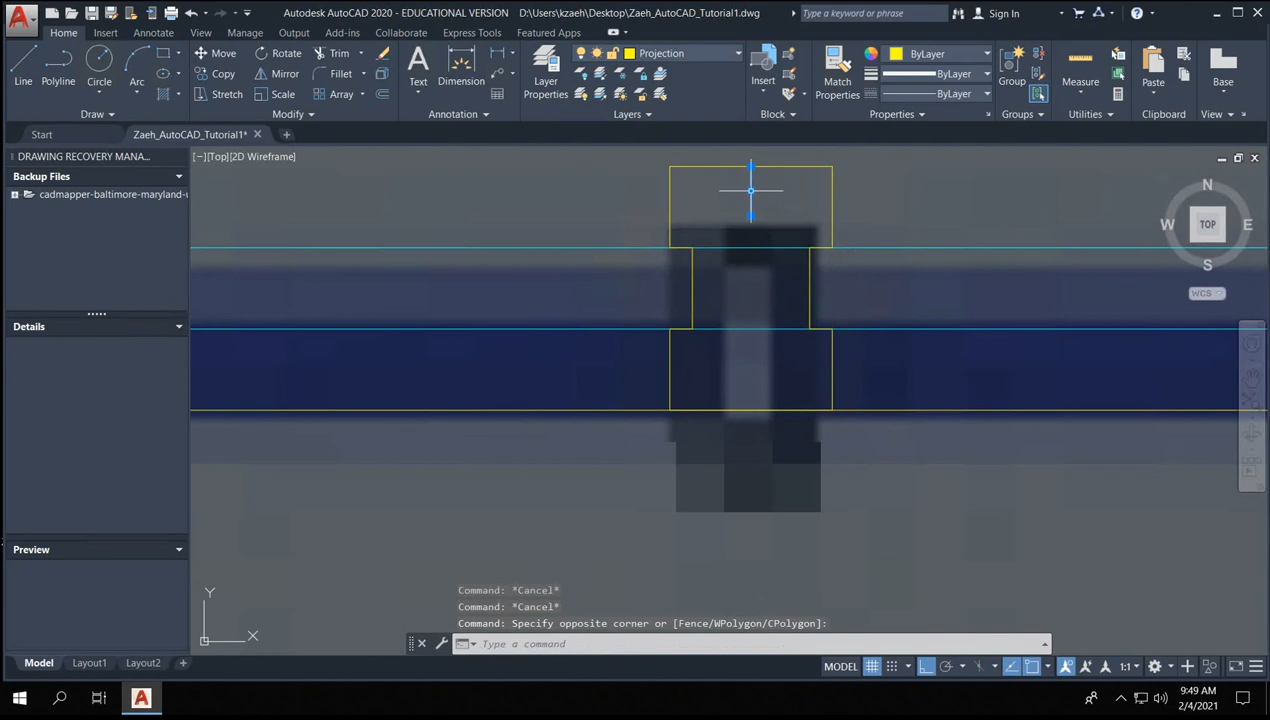 Autodesk AutoCAD 2020 - EDUCATIONAL VERSION D:\Users\kzaeh\Desktop\Zaeh_AutoCAD_Tutorial1.dwg
Type a keyword or phrase
Sign In
Home Insert Annotate View Manage Output Add-ins Collaborate Express Tools Featured Apps
Line
Polyline
Circle
Arc
Move
Rotate
Trim
Copy
Mirror
Fillet
Stretch
Scale
Array
Text
Dimension
Layer
Properties
Projection
Insert
Match
Properties
ByLayer
ByLayer
ByLayer
Group
Measure
Paste
Base
Draw Modify Annotation Layers Block Properties Groups Utilities Clipboard View
Start Zaeh_AutoCAD_Tutorial1*
DRAWING RECOVERY MANA...
[−][Top][2D Wireframe]
Backup Files
cadmapper-baltimore-maryland-u
N
W TOP E
S
WCS
Details
Preview
Y
X
Command: *Cancel*
Command: *Cancel*
Command: Specify opposite corner or [Fence/WPolygon/CPolygon]:
Type a command
Model Layout1 Layout2
MODEL
1:1
9:49 AM
2/4/2021